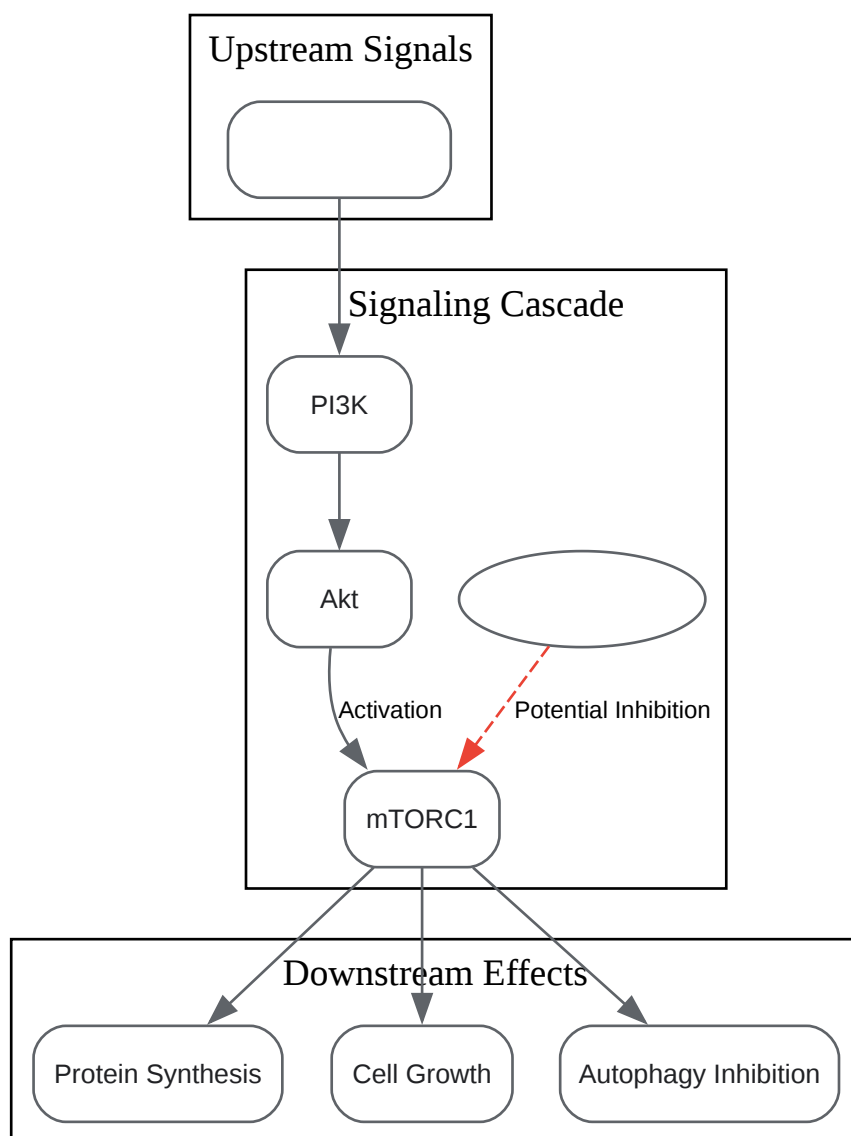 Upstream Signals
Signaling Cascade
PI3K
Akt
Activation
Potential Inhibition
mTORC1
Downstream Effects
Protein Synthesis
Cell Growth
Autophagy Inhibition